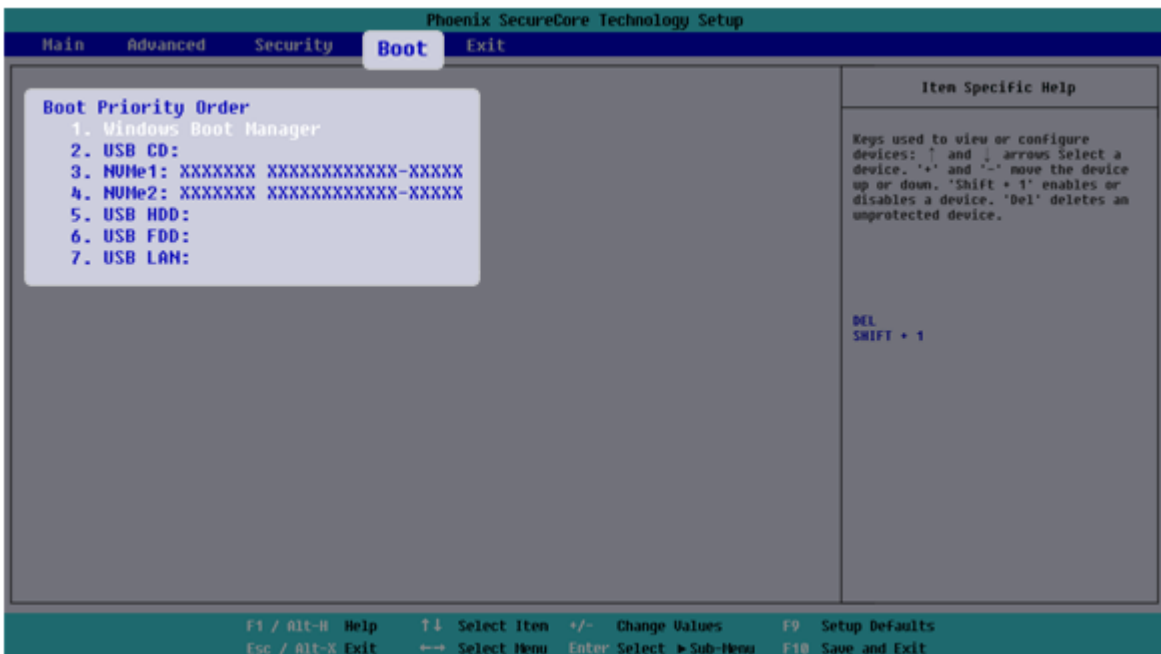 Phoenix SecureCore Technology Setup
Main Advanced Security Boot Exit
Boot Priority Order
1. Windows Boot Manager
2. USB CD:
3. NVMe1: XXXXXXX XXXXXXXXXXXX-XXXXX
4. NVMe2: XXXXXXX XXXXXXXXXXXX-XXXXX
5. USB HDD:
6. USB FDD:
7. USB LAN:
Item Specific Help
Keys used to view or configure
devices: ↑ and ↓ arrows Select a
device. '+' and '-' move the device
up or down. 'Shift + 1' enables or
disables a device. 'Del' deletes an
unprotected device.
DEL
SHIFT + 1
F1 / Alt-H Help ↑↓ Select Item +/- Change Values F9 Setup Defaults
Esc / Alt-X Exit ←→ Select Menu Enter Select ►Sub-Menu F10 Save and Exit